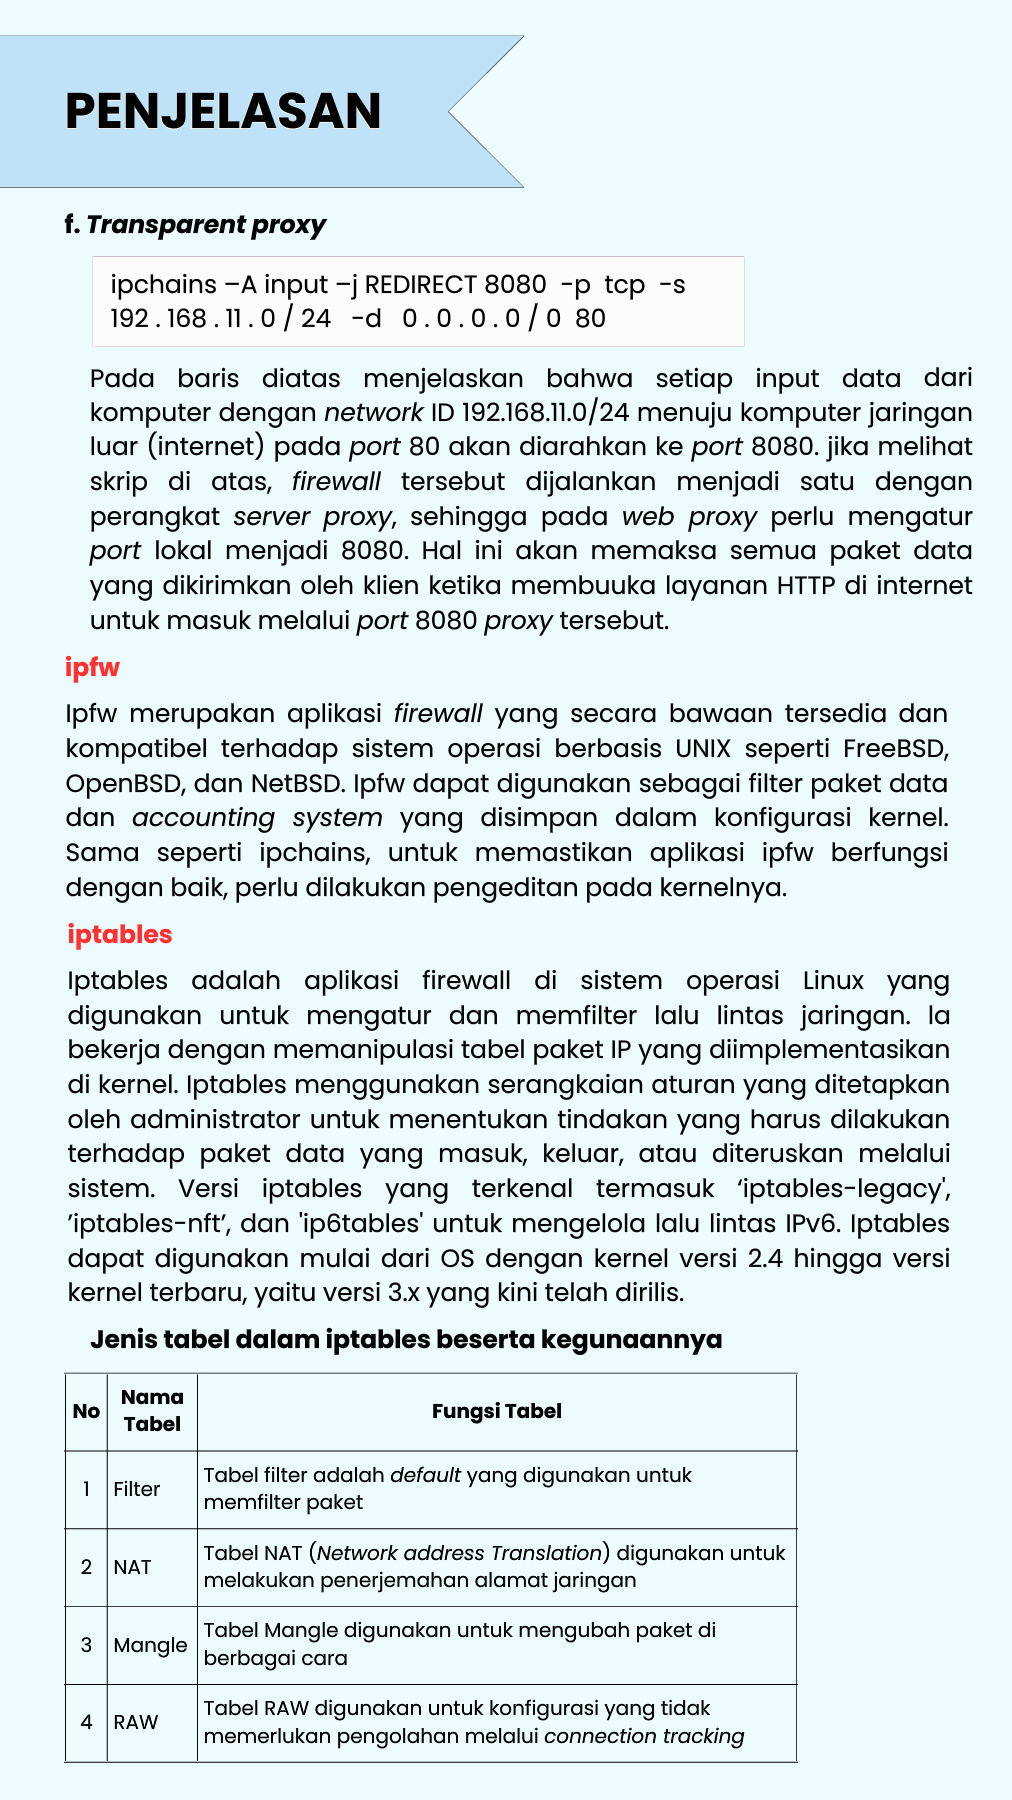 PENJELASAN
f. Transparent proxy
ipchains –A input –j REDIRECT 8080 -p tcp -s
192 . 168 . 11 . 0 / 24 -d 0 . 0 . 0 . 0 / 0 80
Pada baris diatas menjelaskan bahwa setiap input data dari
komputer dengan network ID 192.168.11.0/24 menuju komputer jaringan
luar (internet) pada port 80 akan diarahkan ke port 8080. jika melihat
skrip di atas, firewall tersebut dijalankan menjadi satu dengan
perangkat server proxy, sehingga pada web proxy perlu mengatur
port lokal menjadi 8080. Hal ini akan memaksa semua paket data
yang dikirimkan oleh klien ketika membuuka layanan HTTP di internet
untuk masuk melalui port 8080 proxy tersebut.
ipfw
Ipfw merupakan aplikasi firewall yang secara bawaan tersedia dan
kompatibel terhadap sistem operasi berbasis UNIX seperti FreeBSD,
OpenBSD, dan NetBSD. Ipfw dapat digunakan sebagai filter paket data
dan accounting system yang disimpan dalam konfigurasi kernel.
Sama seperti ipchains, untuk memastikan aplikasi ipfw berfungsi
dengan baik, perlu dilakukan pengeditan pada kernelnya.
iptables
Iptables adalah aplikasi firewall di sistem operasi Linux yang
digunakan untuk mengatur dan memfilter lalu lintas jaringan. Ia
bekerja dengan memanipulasi tabel paket IP yang diimplementasikan
di kernel. Iptables menggunakan serangkaian aturan yang ditetapkan
oleh administrator untuk menentukan tindakan yang harus dilakukan
terhadap paket data yang masuk, keluar, atau diteruskan melalui
sistem. Versi iptables yang terkenal termasuk ‘iptables-legacy',
’iptables-nft’, dan 'ip6tables' untuk mengelola lalu lintas IPv6. Iptables
dapat digunakan mulai dari OS dengan kernel versi 2.4 hingga versi
kernel terbaru, yaitu versi 3.x yang kini telah dirilis.
Jenis tabel dalam iptables beserta kegunaannya
No Nama Tabel Fungsi Tabel
1 Filter Tabel filter adalah default yang digunakan untuk
memfilter paket
2 NAT Tabel NAT (Network address Translation) digunakan untuk
melakukan penerjemahan alamat jaringan
3 Mangle Tabel Mangle digunakan untuk mengubah paket di
berbagai cara
4 RAW Tabel RAW digunakan untuk konfigurasi yang tidak
memerlukan pengolahan melalui connection tracking